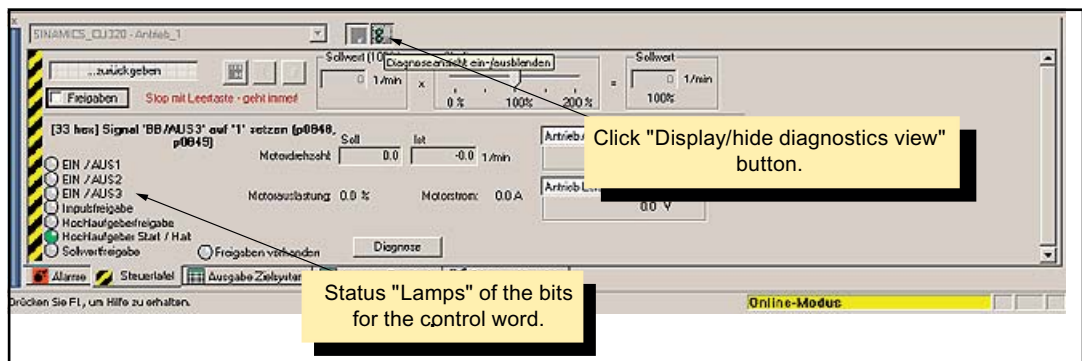 SINAMICS_CU320 - Antrieb_1
Diagnoseansicht ein-/ausblenden
Sollwert
...zurückgeben
0 1/min x = 0 1/min
Freigaben Stop mit Leertaste - geht immer!
0 % 100% 200 % 100%
Click "Display/hide diagnostics view"
button.
[33 hex] Signal 'BB/AUS3' auf '1' setzen (p0848,
p0849)
Soll Ist
Motordrehzahl 0.0 -0.0 1/min
EIN / AUS1
EIN / AUS2
EIN / AUS3
Motorauslastung: 0.0 % Motorstrom: 0.0 A
0.0 V
Impulsfreigabe
Hochlaufgeberfreigabe
Hochlaufgeber Start / Halt
Sollwertfreigabe
Freigaben vorhanden
Diagnose
Alarme Steuertafel Ausgabe Zielsystem
Status "Lamps" of the bits
for the control word.
Drücken Sie F1, um Hilfe zu erhalten.
Online-Modus